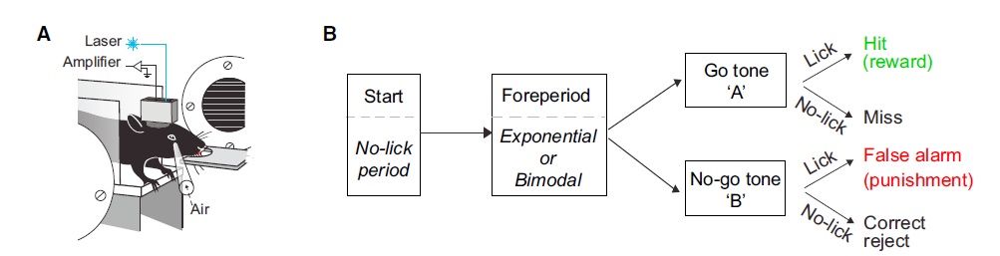 A
Laser
Amplifier
Air
B
Start
No-lick
period
Foreperiod
Exponential
or
Bimodal
Go tone
‘A’
No-go tone
‘B’
Lick
Hit
(reward)
No-lick
Miss
Lick
False alarm
(punishment)
No-lick
Correct
reject